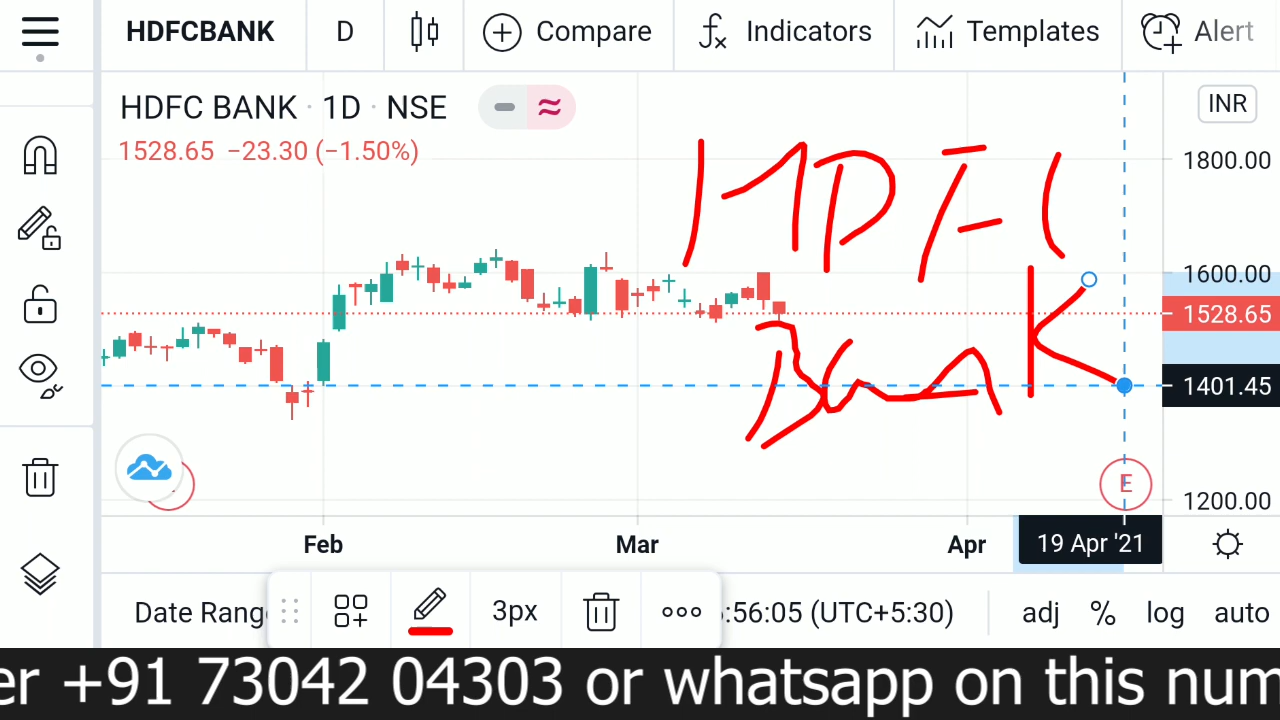 HDFCBANK D Compare Indicators Templates Alert
HDFC BANK · 1D · NSE INR
1528.65 −23.30 (−1.50%)
1800.00
HDFC
1600.00
1528.65
Bank
1401.45
E
1200.00
Feb Mar Apr 19 Apr '21
Date Rang 3px :56:05 (UTC+5:30) adj % log auto
er +91 73042 04303 or whatsapp on this num